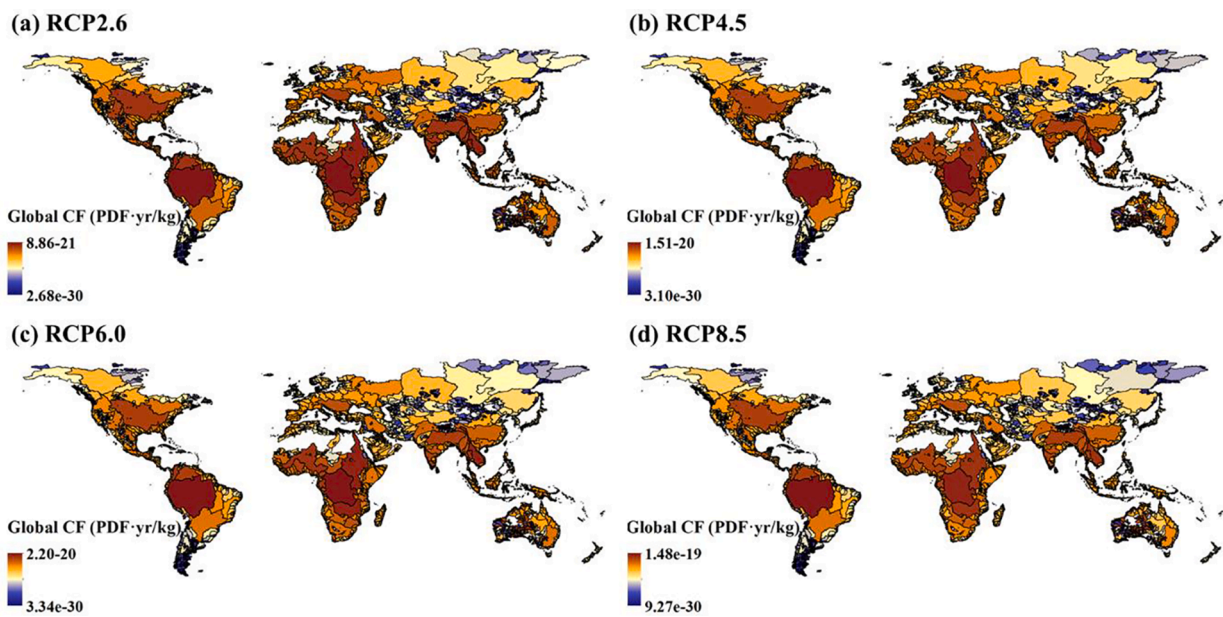 (a) RCP2.6
(b) RCP4.5
Global CF (PDF·yr/kg)
8.86-21
2.68e-30
Global CF (PDF·yr/kg)
1.51-20
3.10e-30
(c) RCP6.0
(d) RCP8.5
Global CF (PDF·yr/kg)
2.20-20
3.34e-30
Global CF (PDF·yr/kg)
1.48e-19
9.27e-30